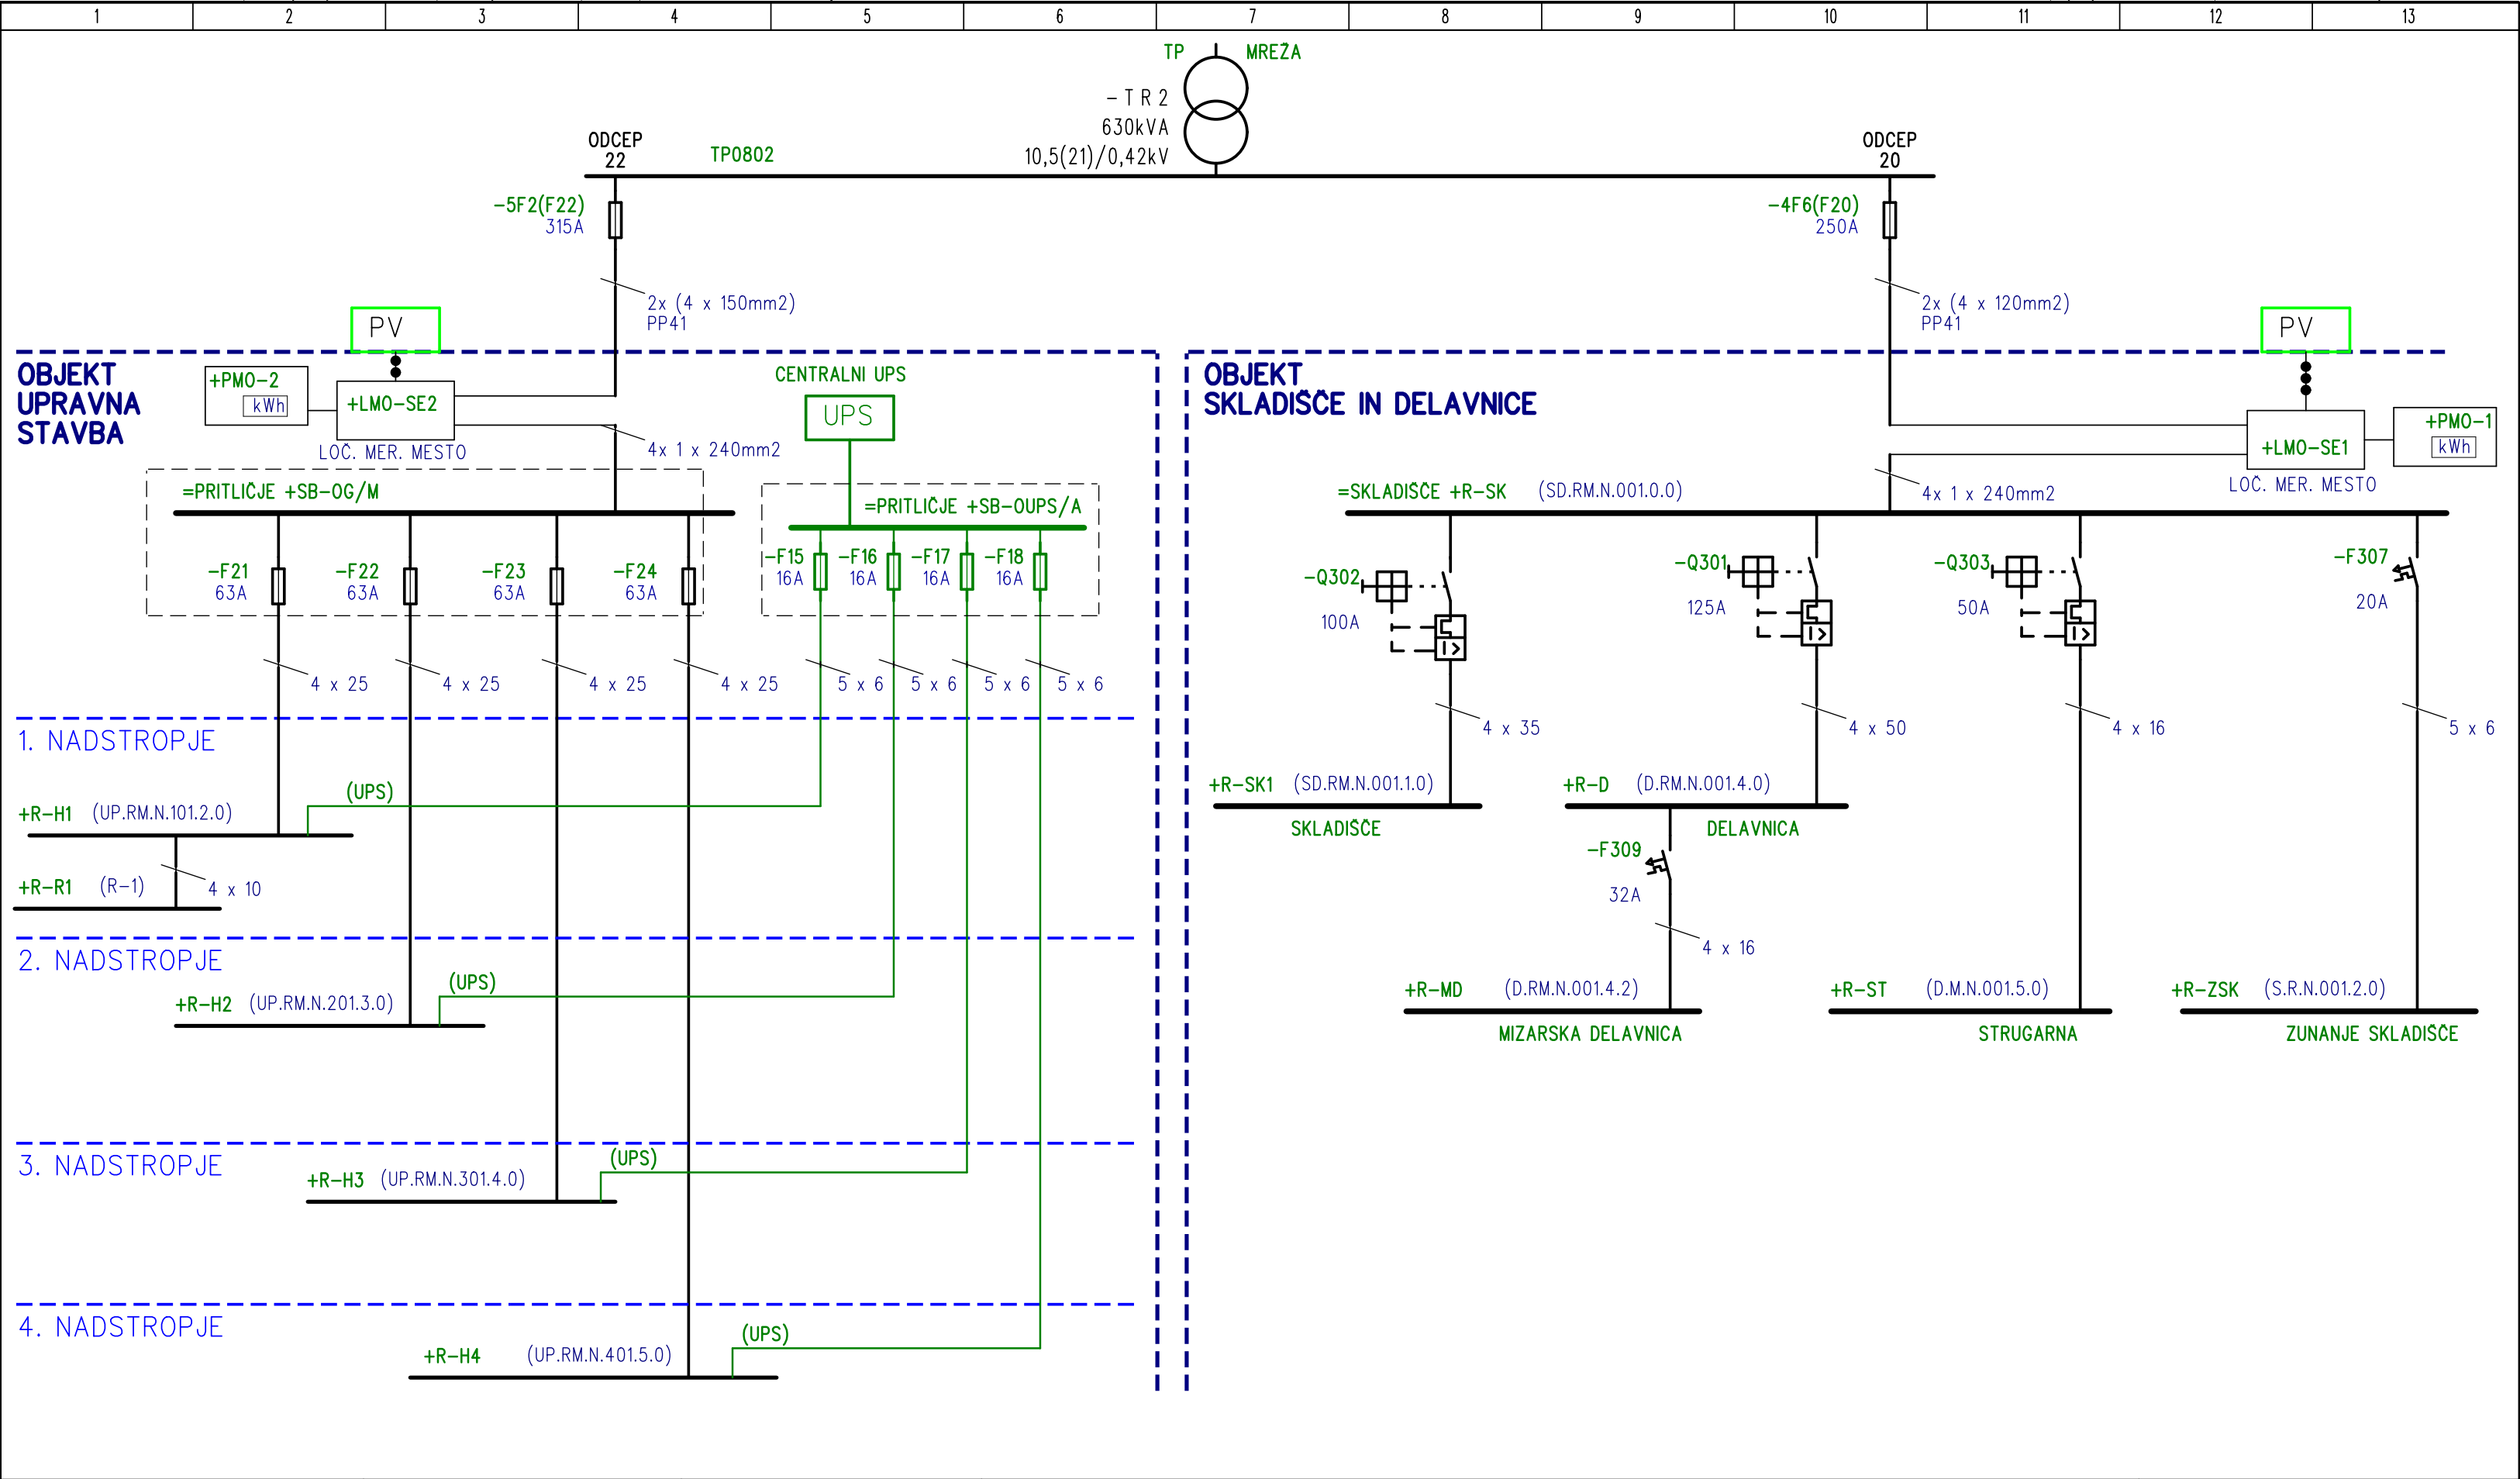 1 2 3 4 5 6 7 8 9 10 11 12 13
TP MREŽA
-TR2
630kVA
10,5(21)/0,42kV
ODCEP
22
TP0802
ODCEP
20
-5F2(F22)
315A
-4F6(F20)
250A
2x (4 x 150mm2)
PP41
2x (4 x 120mm2)
PP41
PV
PV
OBJEKT
UPRAVNA
STAVBA
+PMO-2
kWh
+LMO-SE2
LOČ. MER. MESTO
4x 1 x 240mm2
CENTRALNI UPS
UPS
OBJEKT
SKLADIŠČE IN DELAVNICE
+PMO-1
kWh
+LMO-SE1
LOČ. MER. MESTO
4x 1 x 240mm2
=PRITLIČJE +SB-OG/M
=PRITLIČJE +SB-OUPS/A
=SKLADIŠČE +R-SK (SD.RM.N.001.0.0)
-F21
63A
-F22
63A
-F23
63A
-F24
63A
-F15
16A
-F16
16A
-F17
16A
-F18
16A
-Q302
100A
-Q301
125A
-Q303
50A
-F307
20A
I>
I>
I>
4 x 25
4 x 25
4 x 25
4 x 25
5 x 6
5 x 6
5 x 6
5 x 6
4 x 35
4 x 50
4 x 16
5 x 6
1. NADSTROPJE
(UPS)
+R-H1 (UP.RM.N.101.2.0)
+R-R1 (R-1)
4 x 10
+R-SK1 (SD.RM.N.001.1.0)
SKLADIŠČE
+R-D (D.RM.N.001.4.0)
DELAVNICA
-F309
32A
4 x 16
2. NADSTROPJE
(UPS)
+R-H2 (UP.RM.N.201.3.0)
+R-MD (D.RM.N.001.4.2)
MIZARSKA DELAVNICA
+R-ST (D.M.N.001.5.0)
STRUGARNA
+R-ZSK (S.R.N.001.2.0)
ZUNANJE SKLADIŠČE
3. NADSTROPJE
(UPS)
+R-H3 (UP.RM.N.301.4.0)
4. NADSTROPJE
(UPS)
+R-H4 (UP.RM.N.401.5.0)